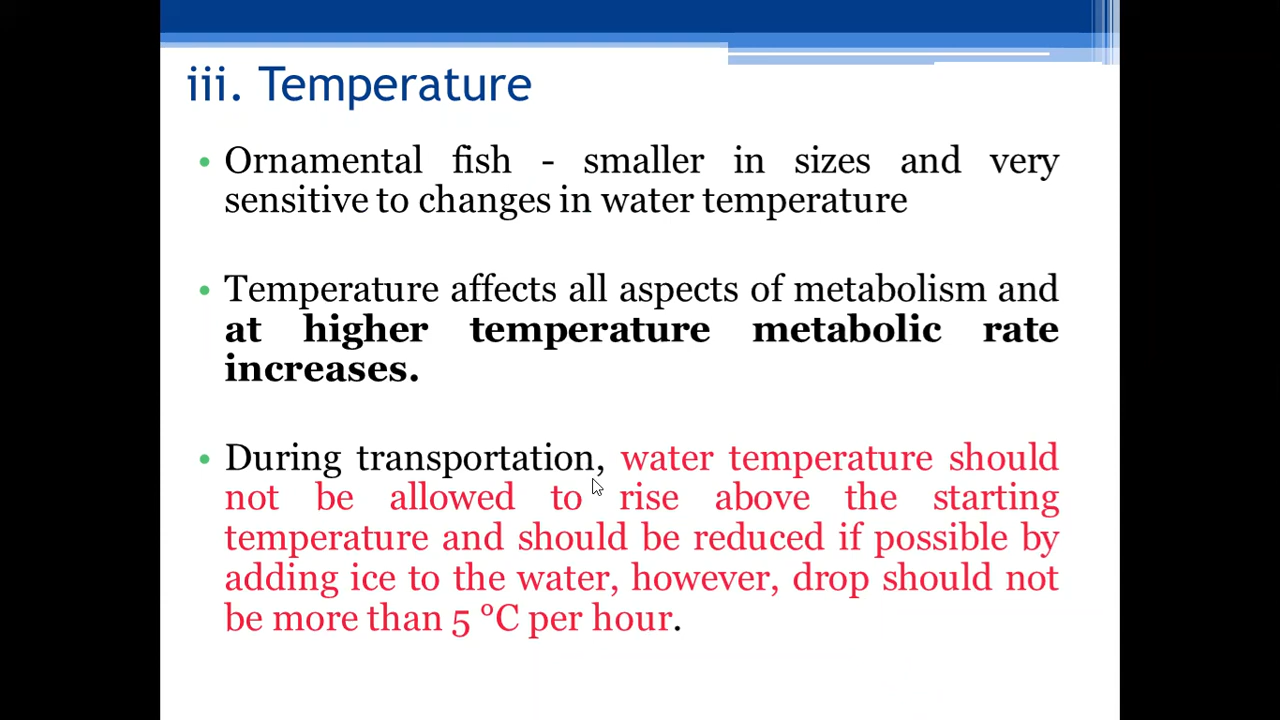 iii. Temperature
• Ornamental fish - smaller in sizes and very
sensitive to changes in water temperature
• Temperature affects all aspects of metabolism and
at higher temperature metabolic rate
increases.
• During transportation, water temperature should
not be allowed to rise above the starting
temperature and should be reduced if possible by
adding ice to the water, however, drop should not
be more than 5 °C per hour.